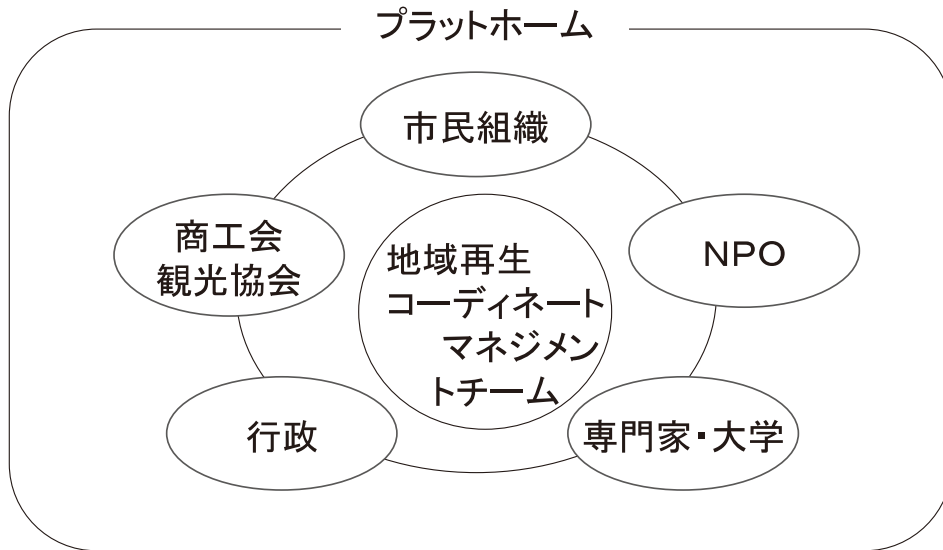 プラットホーム
市民組織
商工会
観光協会
NPO
地域再生
コーディネート
マネジメン
トチーム
行政
専門家・大学